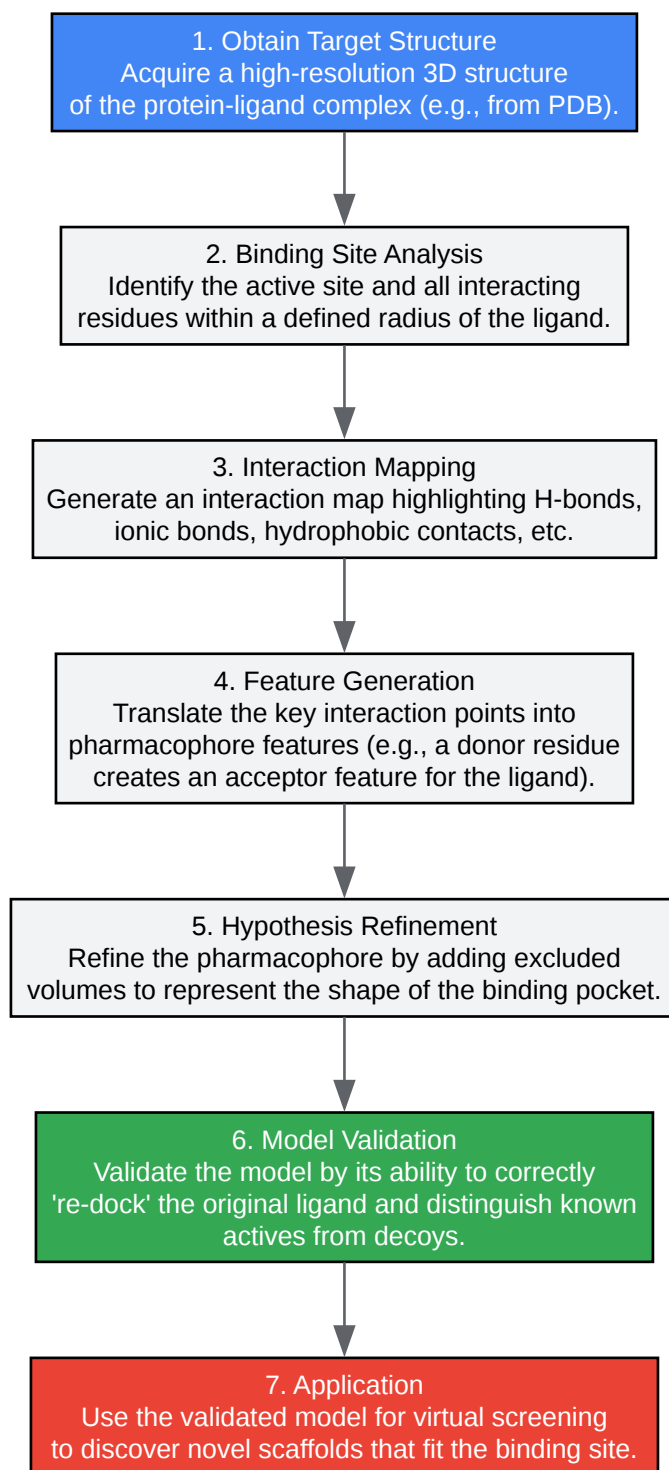 1. Obtain Target Structure
Acquire a high-resolution 3D structure
of the protein-ligand complex (e.g., from PDB).
2. Binding Site Analysis
Identify the active site and all interacting
residues within a defined radius of the ligand.
3. Interaction Mapping
Generate an interaction map highlighting H-bonds,
ionic bonds, hydrophobic contacts, etc.
4. Feature Generation
Translate the key interaction points into
pharmacophore features (e.g., a donor residue
creates an acceptor feature for the ligand).
5. Hypothesis Refinement
Refine the pharmacophore by adding excluded
volumes to represent the shape of the binding pocket.
6. Model Validation
Validate the model by its ability to correctly
're-dock' the original ligand and distinguish known
actives from decoys.
7. Application
Use the validated model for virtual screening
to discover novel scaffolds that fit the binding site.